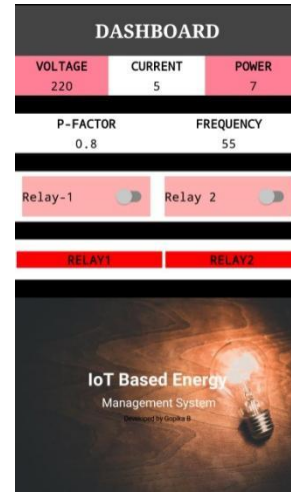 DASHBOARD
VOLTAGE CURRENT POWER
220 5 7
P-FACTOR FREQUENCY
0.8 55
Relay-1 Relay 2
RELAY1 RELAY2
IoT Based Energy
Management System
Developed by Gopika B